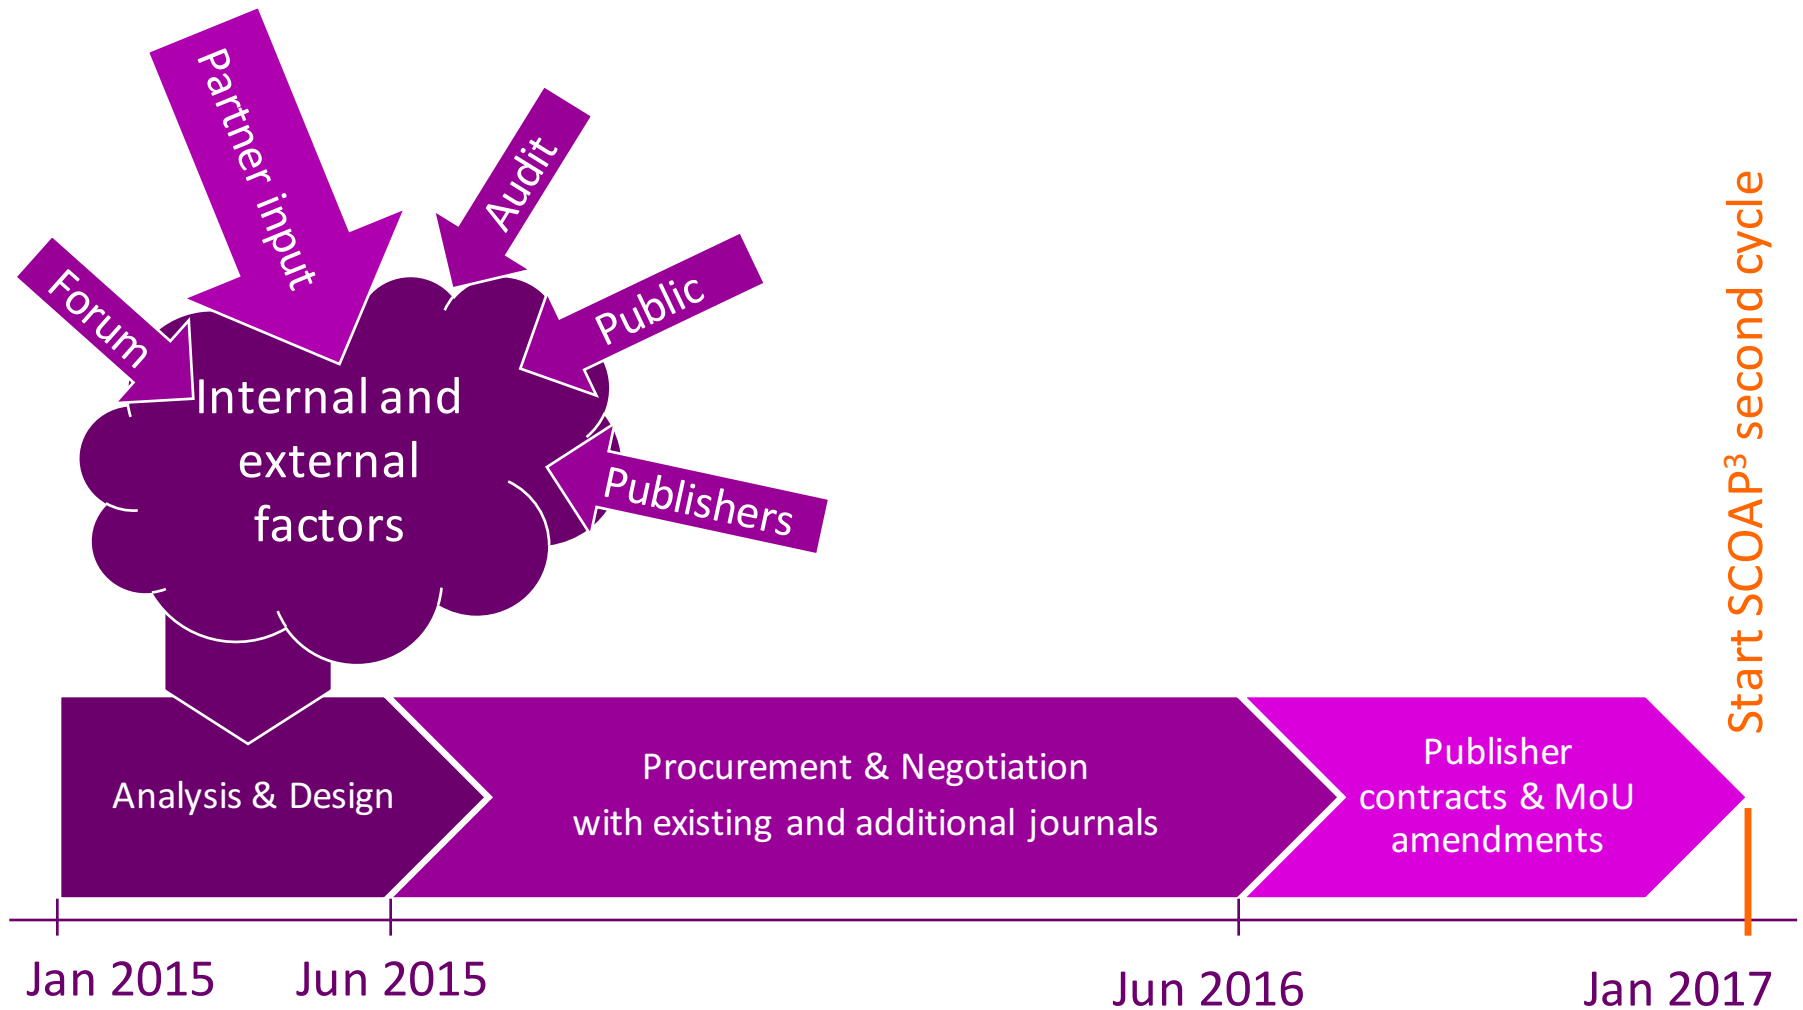 Partner input
Audit
Forum
Public
Publishers
Internal and
external
factors
Start SCOAP³ second cycle
Analysis & Design
Procurement & Negotiation
with existing and additional journals
Publisher
contracts & MoU
amendments
Jan 2015
Jun 2015
Jun 2016
Jan 2017